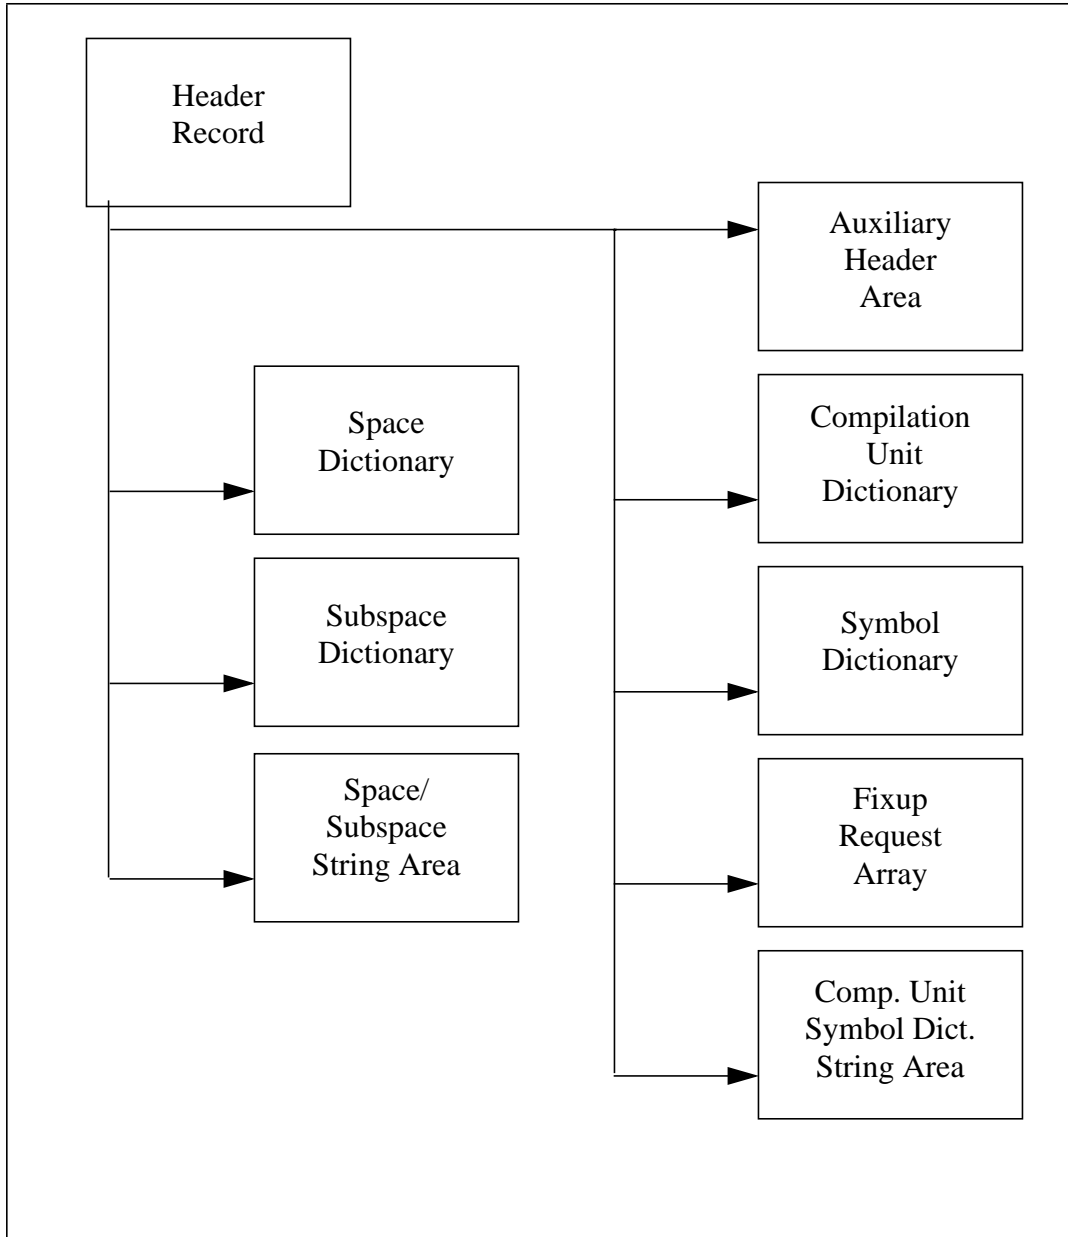 Header
Record
Auxiliary
Header
Area
Space
Dictionary
Compilation
Unit
Dictionary
Subspace
Dictionary
Symbol
Dictionary
Space/
Subspace
String Area
Fixup
Request
Array
Comp. Unit
Symbol Dict.
String Area